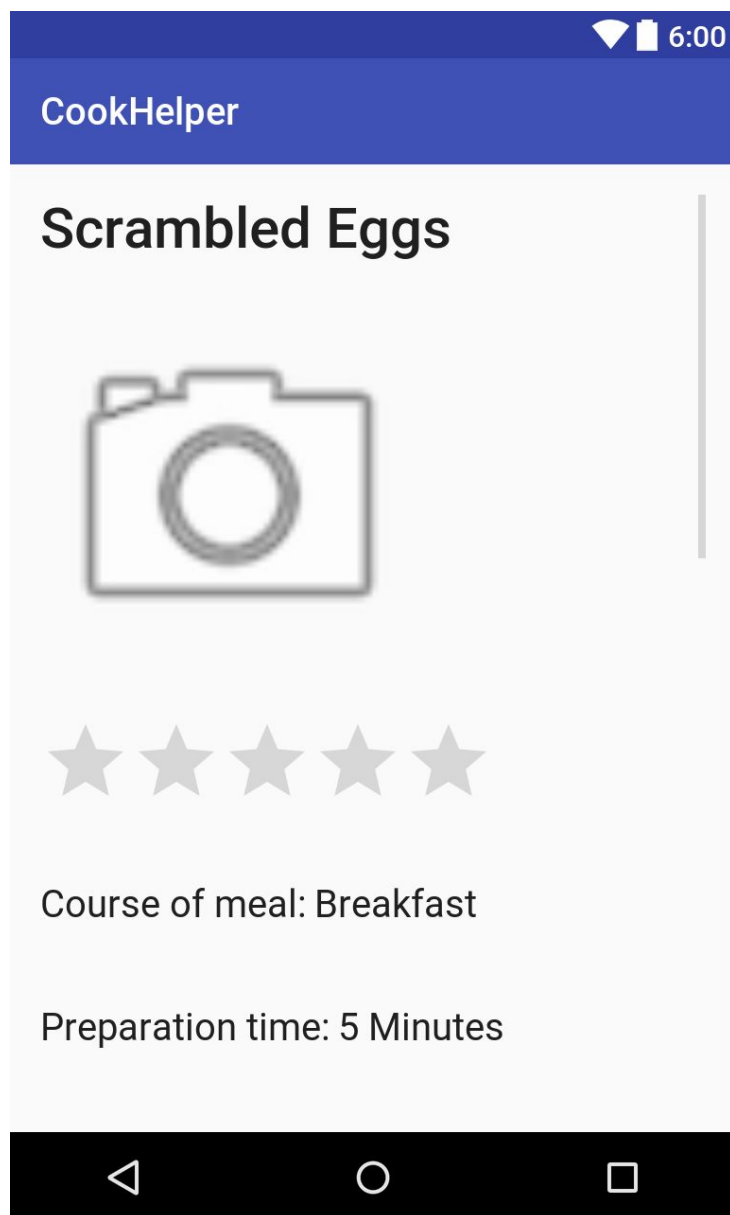 6:00
CookHelper
Scrambled Eggs
Course of meal: Breakfast
Preparation time: 5 Minutes